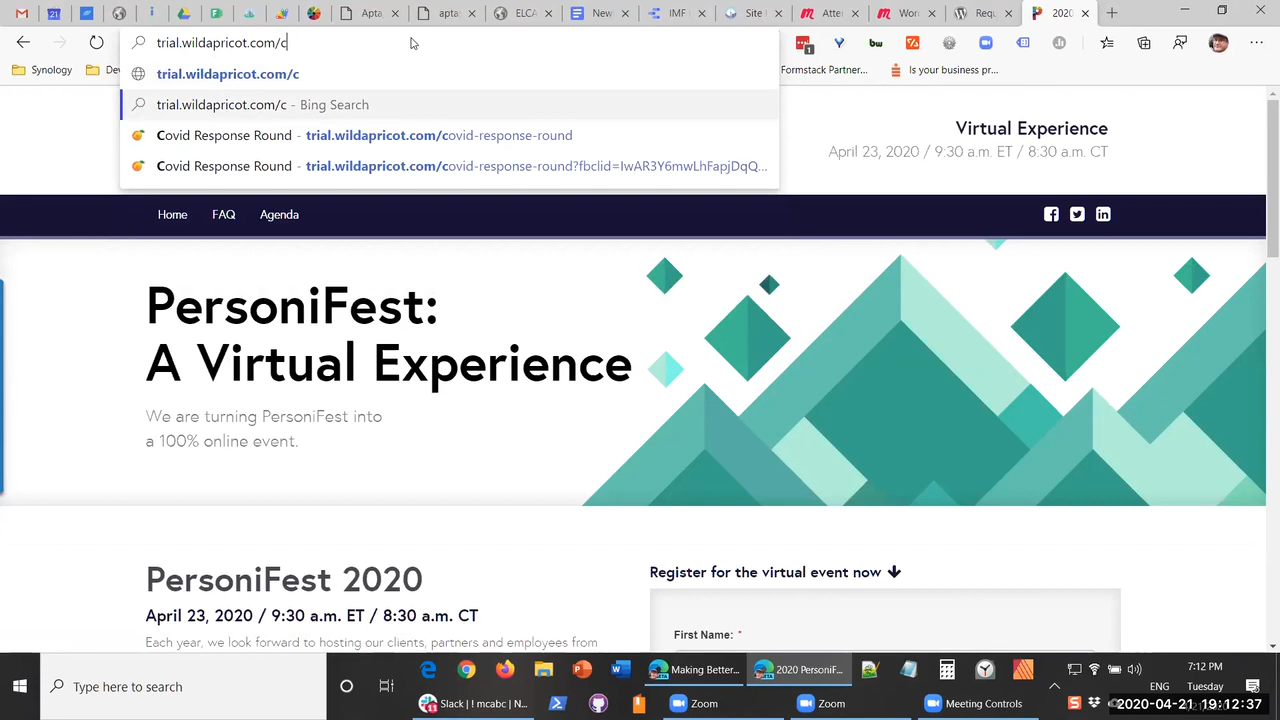 Apta
apta
ELCA
New
IMF
Site
Atte
Wor
Requ
2020
trial.wildapricot.com/c
1
trial.wildapricot.com/c
trial.wildapricot.com/c - Bing Search
Covid Response Round - trial.wildapricot.com/covid-response-round
Covid Response Round - trial.wildapricot.com/covid-response-round?fbclid=IwAR3Y6mwLhFapjDqQ...
Synology
Dev
Formstack Partner...
Is your business pr...
Virtual Experience
April 23, 2020 / 9:30 a.m. ET / 8:30 a.m. CT
Home FAQ Agenda
PersoniFest:
A Virtual Experience
We are turning PersoniFest into
a 100% online event.
PersoniFest 2020
April 23, 2020 / 9:30 a.m. ET / 8:30 a.m. CT
Each year, we look forward to hosting our clients, partners and employees from
Register for the virtual event now
First Name: *
Type here to search
Making Better...
2020 PersoniF...
Slack | ! mcabc | N...
Zoom
Zoom
Meeting Controls
ENG
7:12 PM
Tuesday
2020-04-21 19:12:37